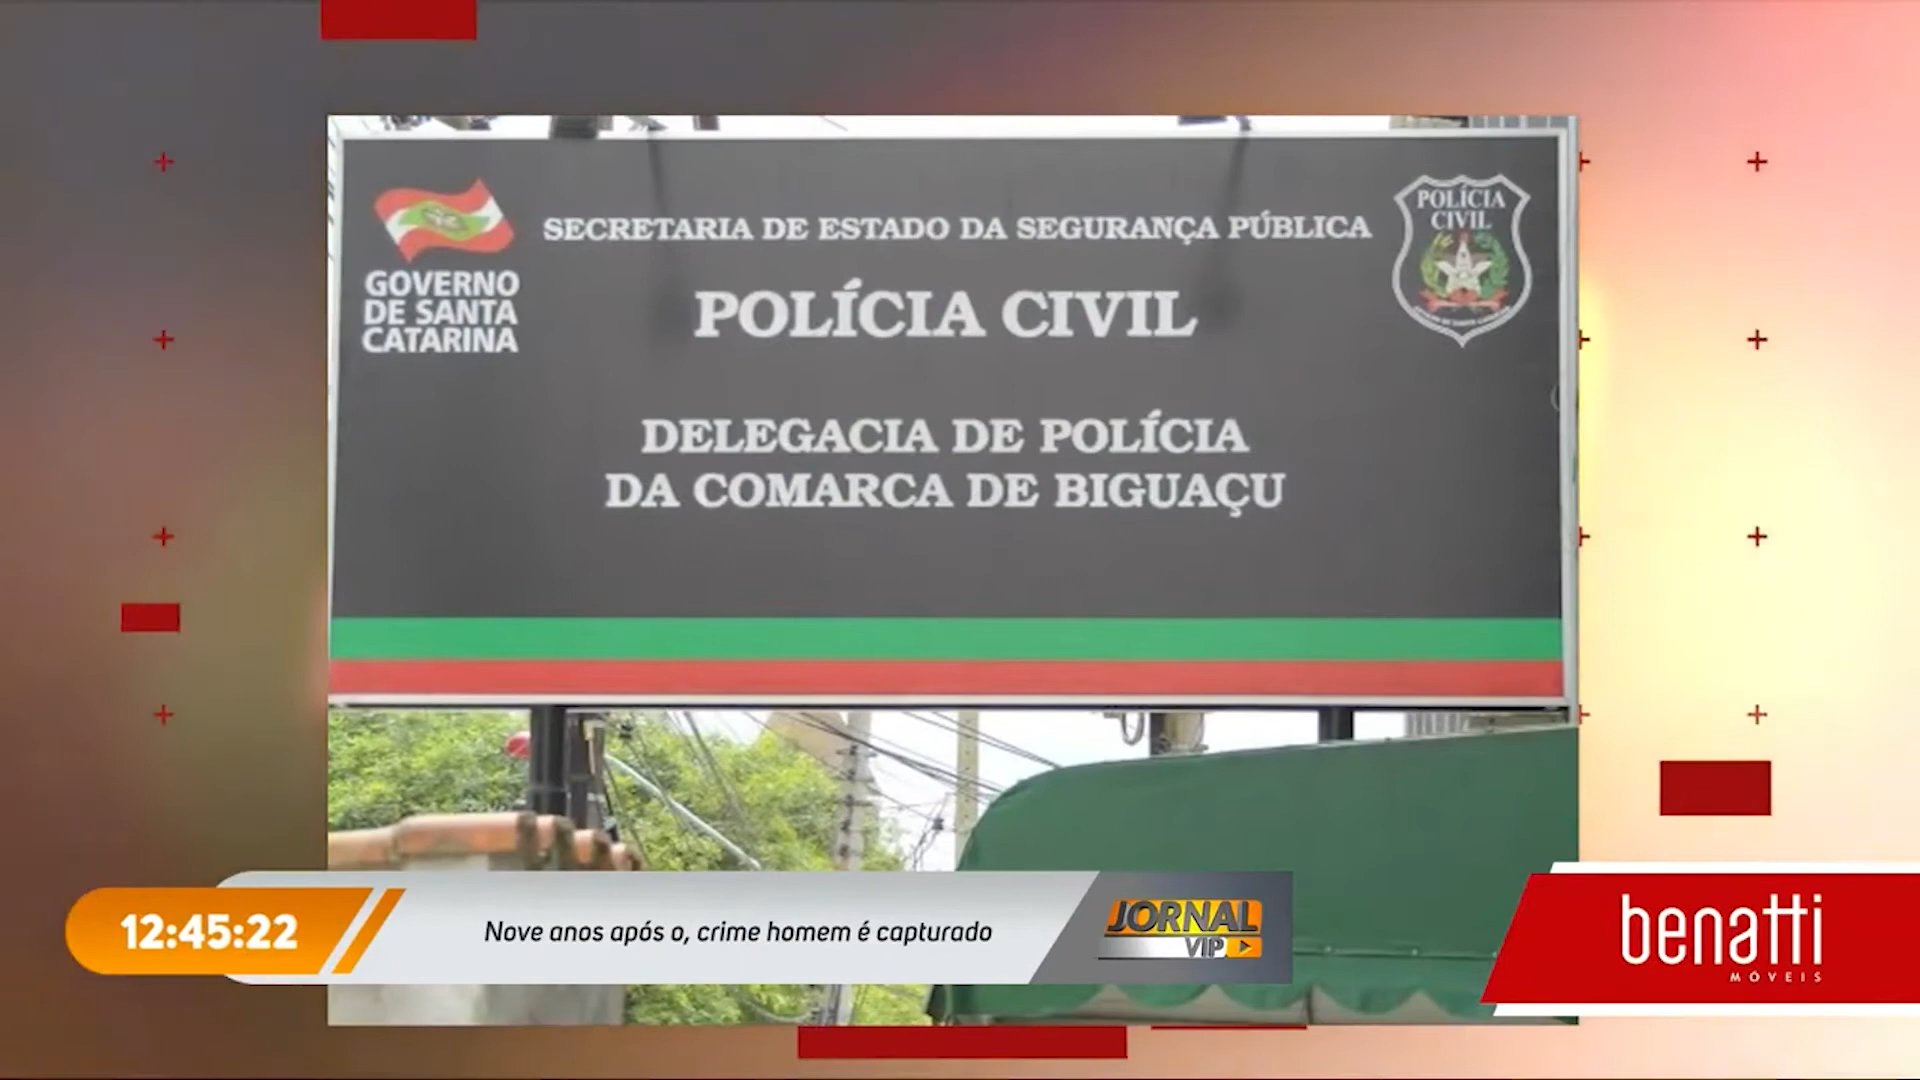 GOVERNO
DE SANTA
CATARINA
SECRETARIA DE ESTADO DA SEGURANÇA PÚBLICA
POLÍCIA CIVIL
DELEGACIA DE POLÍCIA
DA COMARCA DE BIGUAÇU
POLÍCIA
CIVIL
12:45:22
Nove anos após o, crime homem é capturado
JORNAL
VIP
benatti
MÓVEIS